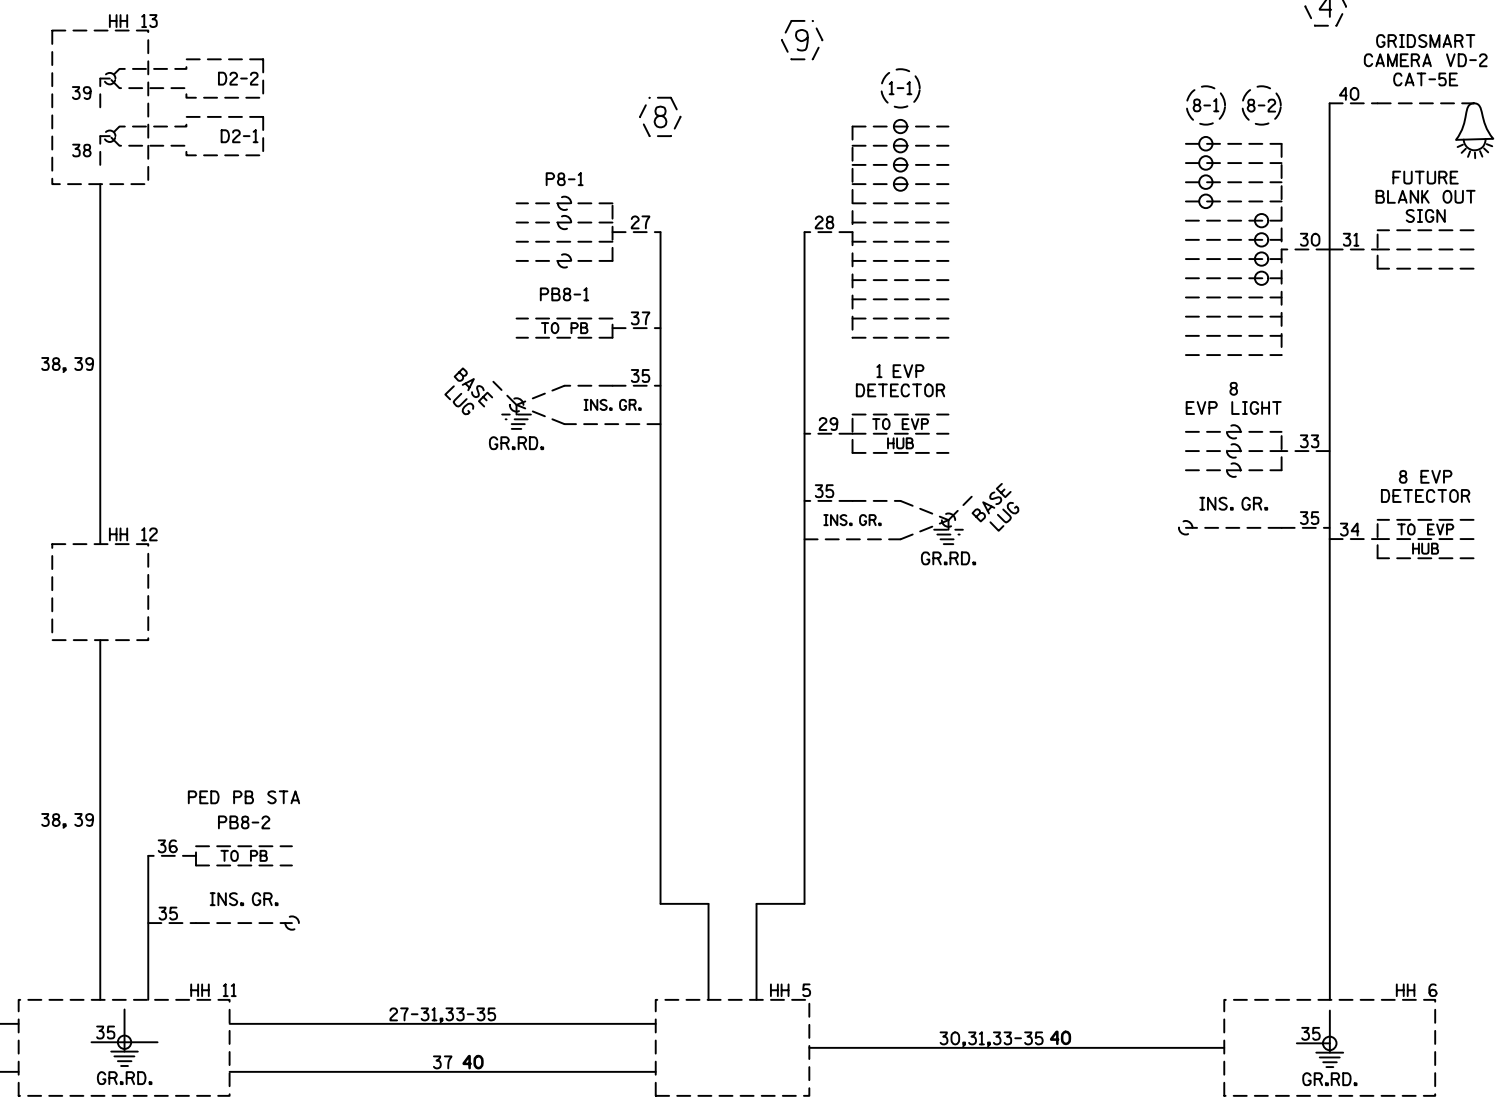 HH 13
39
D2-2
38
D2-1
38, 39
HH 12
38, 39
PED PB STA
PB8-2
36
TO PB
INS. GR.
35
HH 11
35
GR.RD.
8
P8-1
27
PB8-1
TO PB
37
BASE
LUG
35
INS. GR.
GR.RD.
9
1-1
28
1 EVP
DETECTOR
29
TO EVP
HUB
35
INS. GR.
BASE
LUG
GR.RD.
4
GRIDSMART
CAMERA VD-2
CAT-5E
40
8-1
8-2
FUTURE
BLANK OUT
SIGN
30
31
8
EVP LIGHT
33
INS. GR.
35
8 EVP
DETECTOR
34
TO EVP
HUB
27-31,33-35
37 40
HH 5
30,31,33-35 40
HH 6
35
GR.RD.